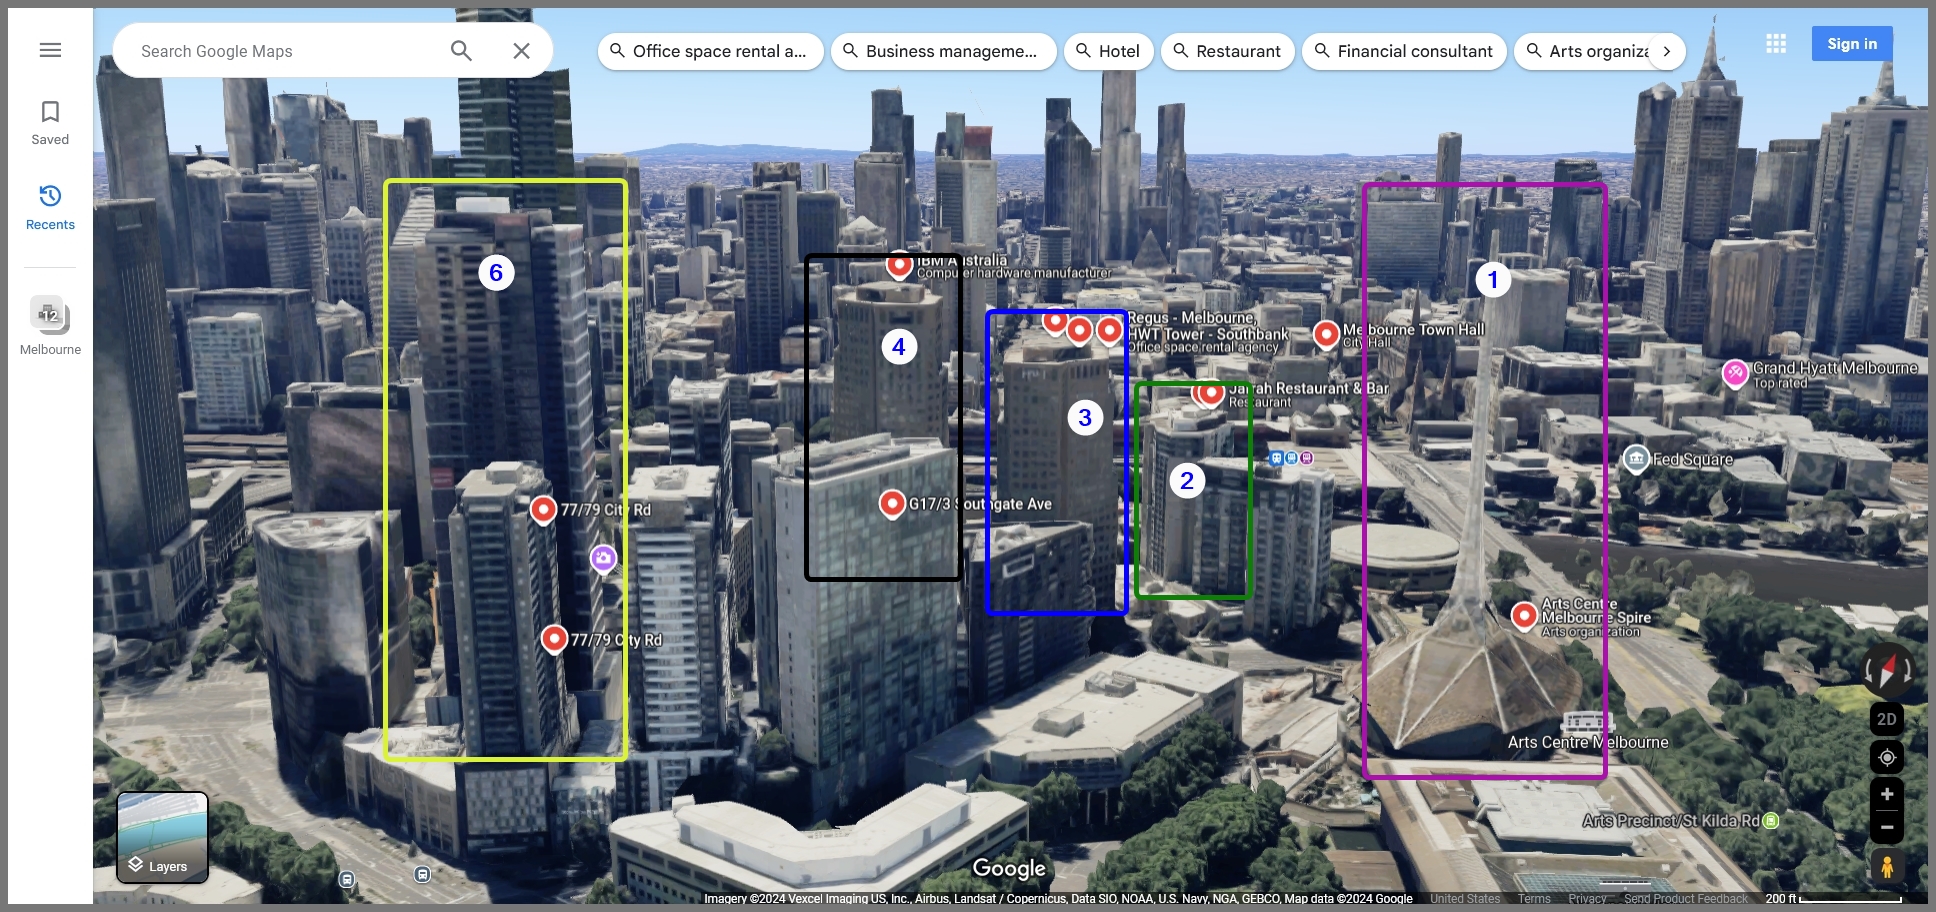 Search Google Maps
Office space rental a...
Business manageme...
Hotel
Restaurant
Financial consultant
Arts organiza
Sign in
Saved
Recents
12
Melbourne
6
4
3
2
1
IBM Australia
Computer hardware manufacturer
Regus - Melbourne,
HWT Tower - Southbank
Office space rental agency
Melbourne Town Hall
City Hall
Grand Hyatt Melbourne
Top rated
Jarrah Restaurant & Bar
Restaurant
Fed Square
77/79 City Rd
G17/3 Southgate Ave
77/79 City Rd
Arts Centre
Melbourne Spire
Arts organization
Arts Centre Melbourne
Arts Precinct/St Kilda Rd
2D
Layers
Google
Imagery ©2024 Vexcel Imaging US, Inc., Airbus, Landsat / Copernicus, Data SIO, NOAA, U.S. Navy, NGA, GEBCO, Map data ©2024 Google
United States
Terms
Privacy
Send Product Feedback
200 ft